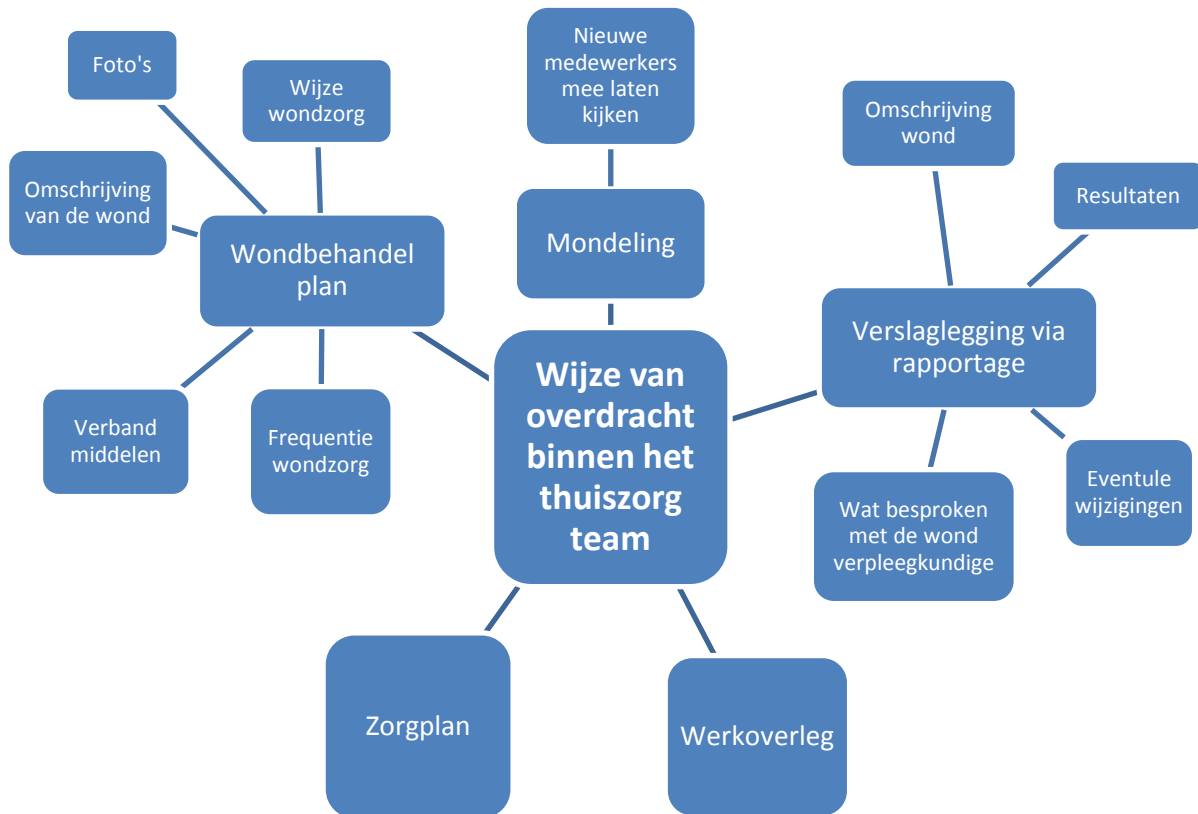 Nieuwe
medewerkers
mee laten
kijken
Foto's
Wijze
wondzorg
Omschrijving
wond
Omschrijving
van de wond
Resultaten
Wondbehandel
plan
Mondeling
Verslaglegging via
rapportage
Wijze van
overdracht
binnen het
thuiszorg
team
Verband
middelen
Frequentie
wondzorg
Wat besproken
met de wond
verpleegkundige
Eventule
wijzigingen
Zorgplan
Werkoverleg